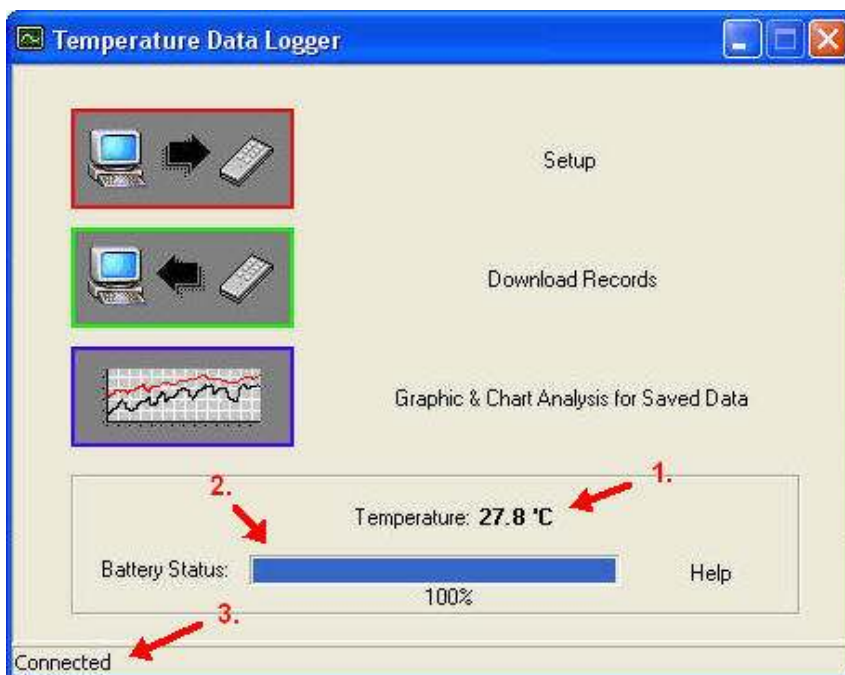 Temperature Data Logger
Setup
Download Records
Graphic & Chart Analysis for Saved Data
1.
2.
Temperature: 27.8 'C
Battery Status:
Help
100%
3.
Connected